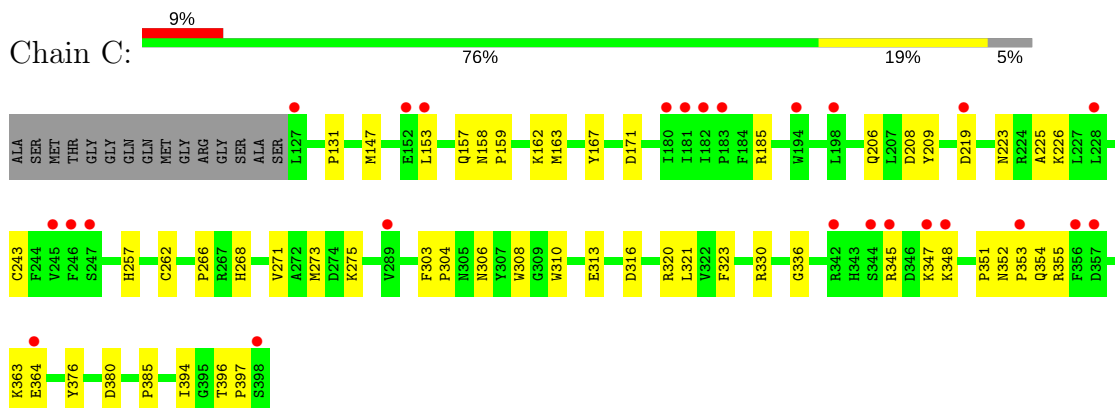 9%
Chain C:
76% 19% 5%
ALA SER MET THR GLY GLY GLN GLN MET GLY ARG GLY SER ALA SER L127 P131 M147 E152 L153 Q157 N158 P159 K162 M163 Y167 D171 I180 I181 I182 P183 F184 R185 W194 L198 Q206 L207 D208 Y209 D219 N223 R224 A225 K226 L227 L228
C243 F244 V245 F246 S247 H257 C262 P266 R267 H268 V271 A272 M273 D274 K275 V289 F303 P304 N305 N306 Y307 W308 G309 W310 E313 D316 R320 L321 V322 F323 R330 G336 R342 H343 S344 R345 D346 K347 K348 P351 N352 P353 Q354 R355 F356 D357
K363 E364 Y376 D380 P385 I394 G395 T396 P397 S398